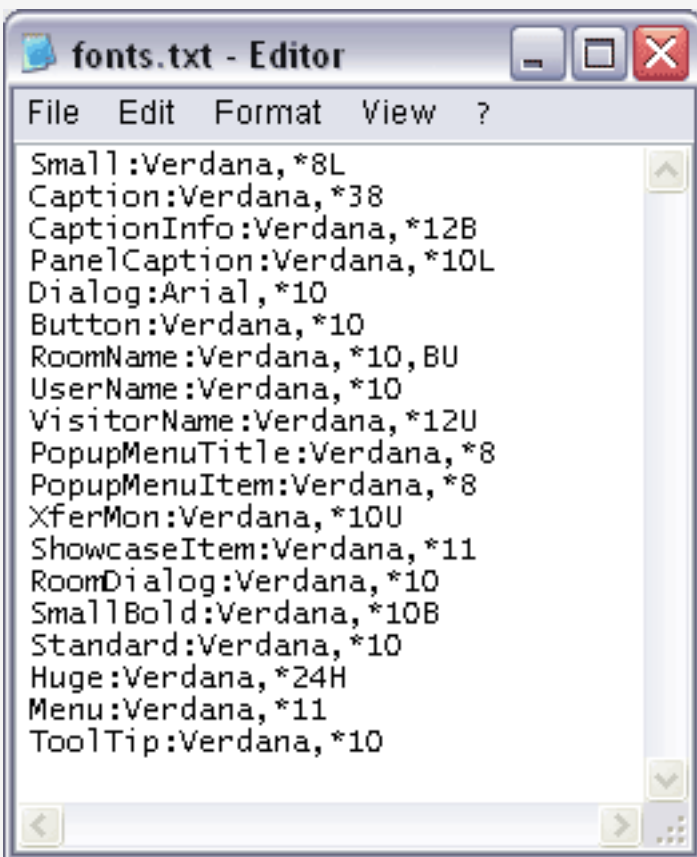 fonts.txt - Editor
File Edit Format View ?
Small:Verdana,*8L
Caption:Verdana,*38
CaptionInfo:Verdana,*12B
PanelCaption:Verdana,*10L
Dialog:Arial,*10
Button:Verdana,*10
RoomName:Verdana,*10,BU
UserName:Verdana,*10
VisitorName:Verdana,*12U
PopupMenuTitle:Verdana,*8
PopupMenuItem:Verdana,*8
XferMon:Verdana,*10U
ShowcaseItem:Verdana,*11
RoomDialog:Verdana,*10
SmallBold:Verdana,*10B
Standard:Verdana,*10
Huge:Verdana,*24H
Menu:Verdana,*11
ToolTip:Verdana,*10